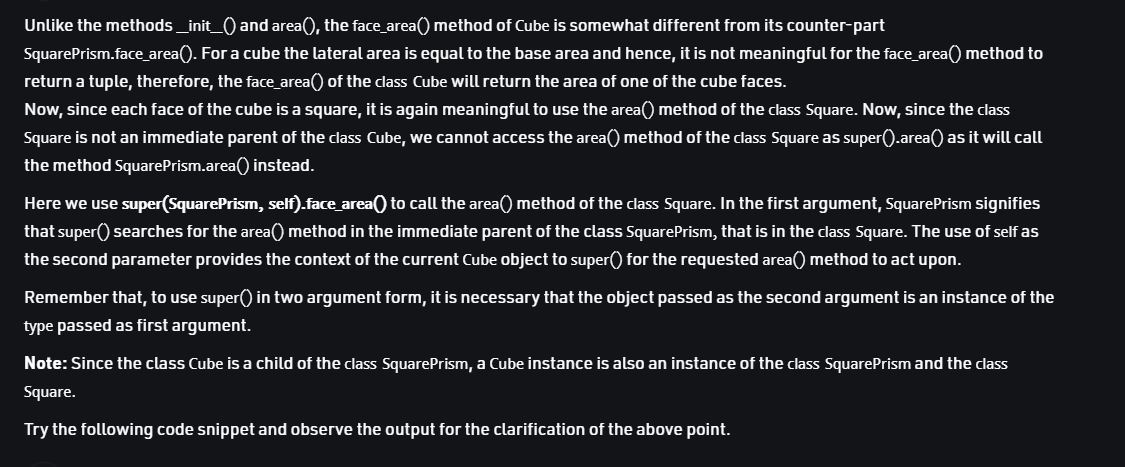 Unlike the methods __init__() and area(), the face_area() method of Cube is somewhat different from its counter-part
SquarePrism.face_area(). For a cube the lateral area is equal to the base area and hence, it is not meaningful for the face_area() method to
return a tuple, therefore, the face_area() of the class Cube will return the area of one of the cube faces.
Now, since each face of the cube is a square, it is again meaningful to use the area() method of the class Square. Now, since the class
Square is not an immediate parent of the class Cube, we cannot access the area() method of the class Square as super().area() as it will call
the method SquarePrism.area() instead.
Here we use super(SquarePrism, self).face_area() to call the area() method of the class Square. In the first argument, SquarePrism signifies
that super() searches for the area() method in the immediate parent of the class SquarePrism, that is in the class Square. The use of self as
the second parameter provides the context of the current Cube object to super() for the requested area() method to act upon.
Remember that, to use super() in two argument form, it is necessary that the object passed as the second argument is an instance of the
type passed as first argument.
Note: Since the class Cube is a child of the class SquarePrism, a Cube instance is also an instance of the class SquarePrism and the class
Square.
Try the following code snippet and observe the output for the clarification of the above point.